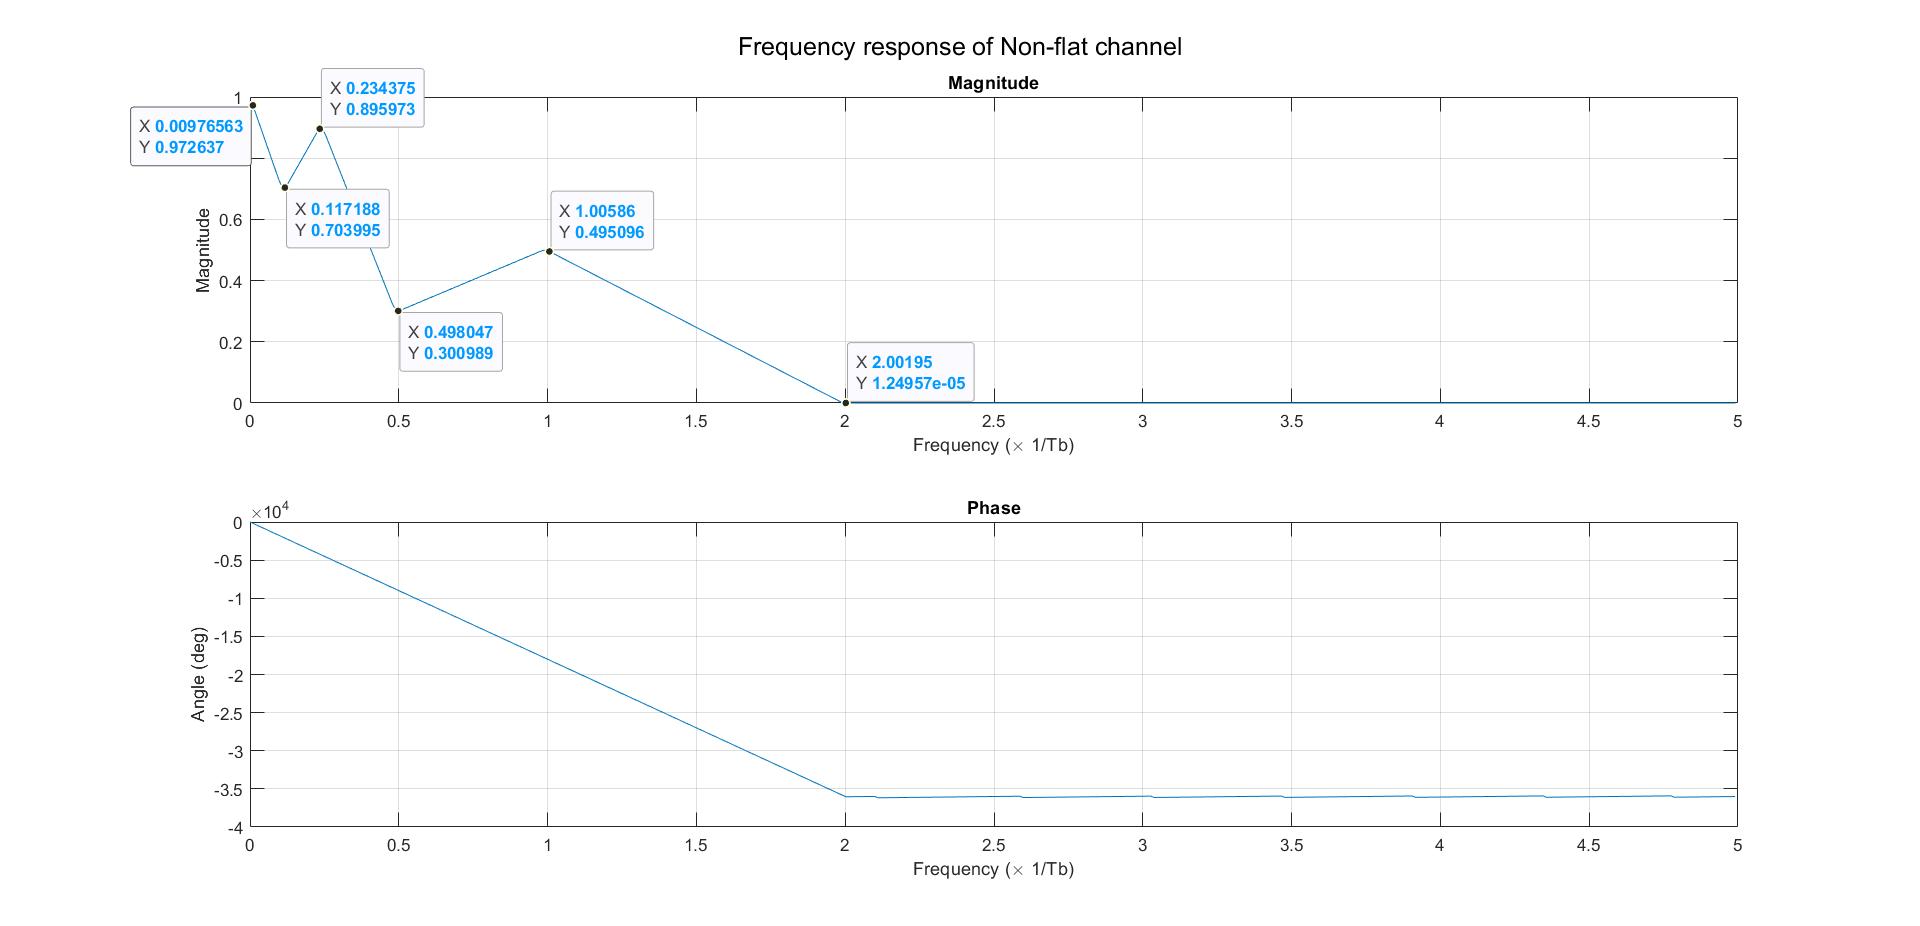 Frequency response of Non-flat channel
Magnitude
X 0.234375
Y 0.895973
X 0.00976563
Y 0.972637
X 0.117188
Y 0.703995
X 1.00586
Y 0.495096
X 0.498047
Y 0.300989
X 2.00195
Y 1.24957e-05
Magnitude
1
0.6
0.4
0.2
0
0 0.5 1 1.5 2 2.5 3 3.5 4 4.5 5
Frequency (× 1/Tb)
Phase
×10⁴
Angle (deg)
0
-0.5
-1
-1.5
-2
-2.5
-3
-3.5
-4
0 0.5 1 1.5 2 2.5 3 3.5 4 4.5 5
Frequency (× 1/Tb)